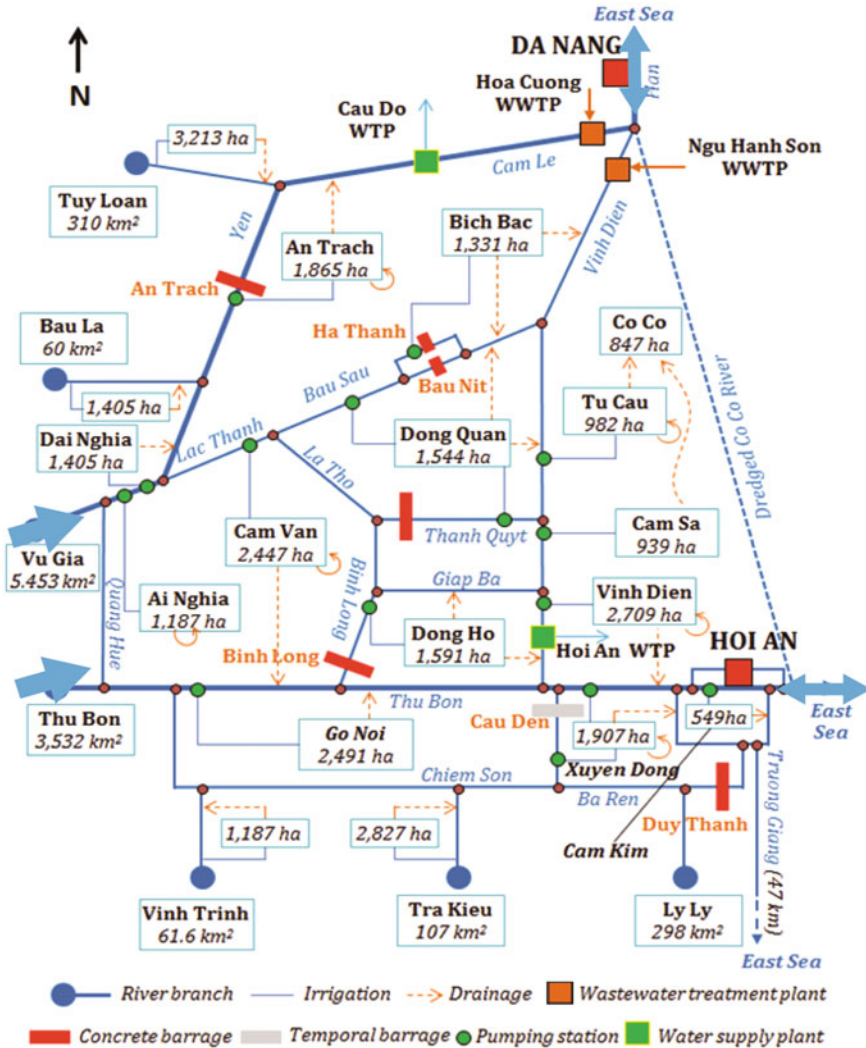 East Sea
DA NANG
N
Han
Hoa Cuong
WWTP
Cau Do
WTP
3,213 ha
Ngu Hanh Son
WWTP
Cam Le
Tuy Loan
310 km²
Yen
Bich Bac
1,331 ha
Vinh Dien
An Trach
1,865 ha
An Trach
Bau La
60 km²
Ha Thanh
Co Co
847 ha
Bau Sau
Bau Nit
1,405 ha
Tu Cau
982 ha
Dai Nghia
1,405 ha
Lac Thanh
Dong Quan
1,544 ha
Dredged Co Co River
La Tho
Cam Van
2,447 ha
Thanh Quyt
Cam Sa
939 ha
Vu Gia
5.453 km²
Quang Hue
Ai Nghia
1,187 ha
Binh Long
Giap Ba
Vinh Dien
2,709 ha
Dong Ho
1,591 ha
Binh Long
Hoi An WTP
HOI AN
Thu Bon
Thu Bon
3,532 km²
Cau Den
East
Sea
Go Noi
2,491 ha
1,907 ha
549ha
Xuyen Dong
Chiem Son
Ba Ren
Truong Giang (47 km)
1,187 ha
2,827 ha
Duy Thanh
Cam Kim
Vinh Trinh
61.6 km²
Tra Kieu
107 km²
Ly Ly
298 km²
East Sea
River branch
Irrigation
Drainage
Wastewater treatment plant
Concrete barrage
Temporal barrage
Pumping station
Water supply plant